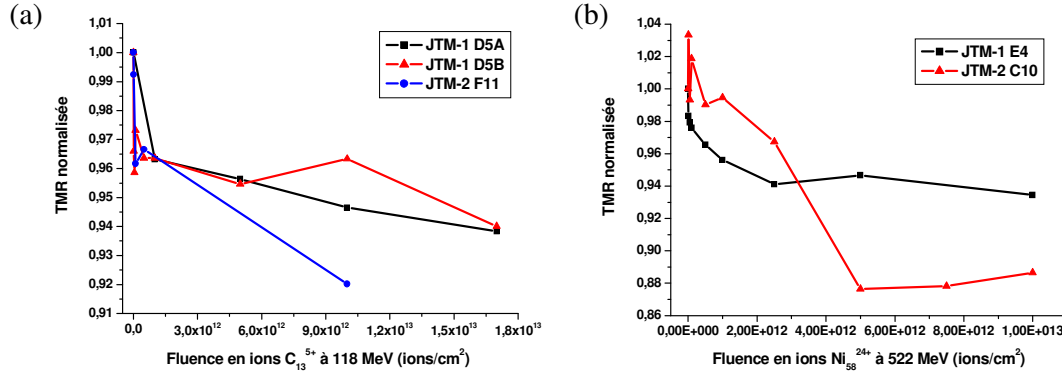 (a)
TMR normalisée
1,01
1,00
0,99
0,98
0,97
0,96
0,95
0,94
0,93
0,92
0,91
JTM-1 D5A
JTM-1 D5B
JTM-2 F11
0,0
3,0x10¹²
6,0x10¹²
9,0x10¹²
1,2x10¹³
1,5x10¹³
1,8x10¹³
Fluence en ions C₁₃⁵⁺ à 118 MeV (ions/cm²)
(b)
TMR normalisée
1,04
1,02
1,00
0,98
0,96
0,94
0,92
0,90
0,88
0,86
JTM-1 E4
JTM-2 C10
0,00E+000
2,00E+012
4,00E+012
6,00E+012
8,00E+012
1,00E+013
Fluence en ions Ni₅₈²⁴⁺ à 522 MeV (ions/cm²)